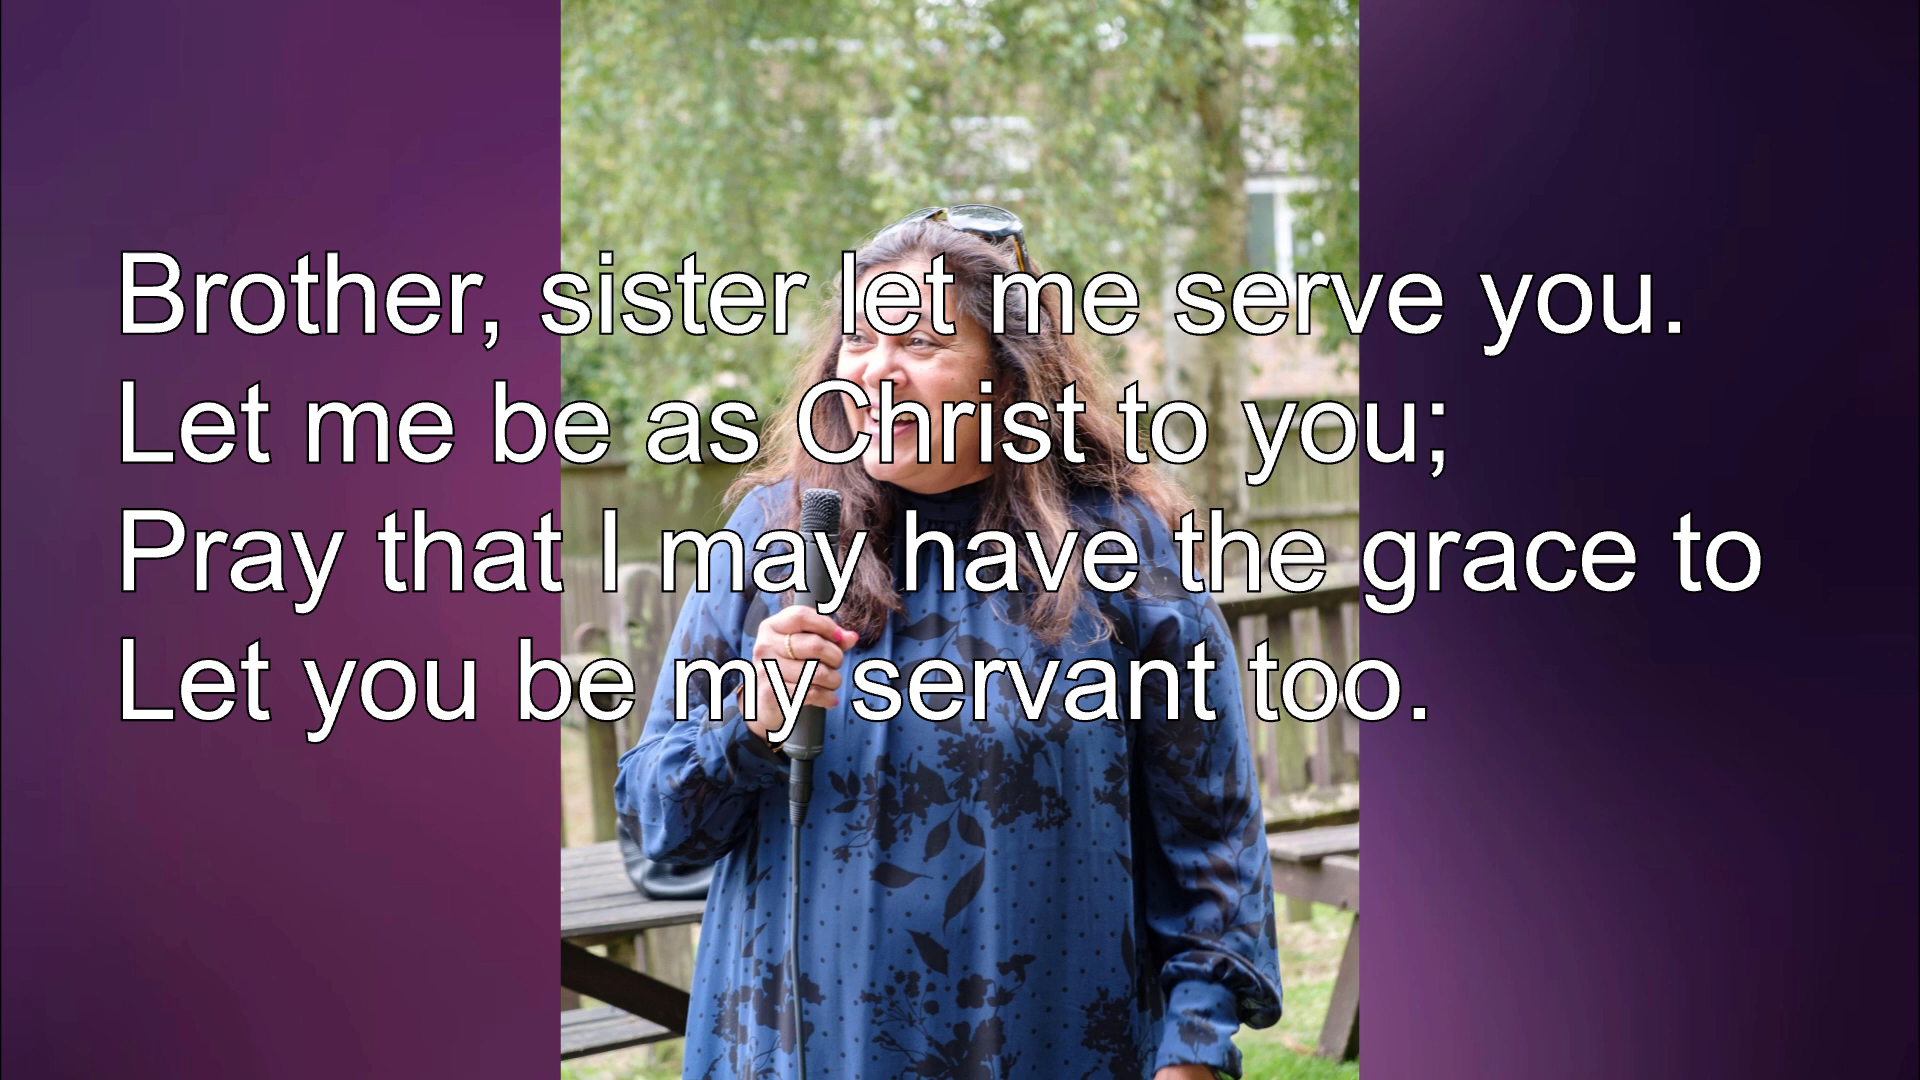 Brother, sister let me serve you.
Let me be as Christ to you;
Pray that I may have the grace to
Let you be my servant too.